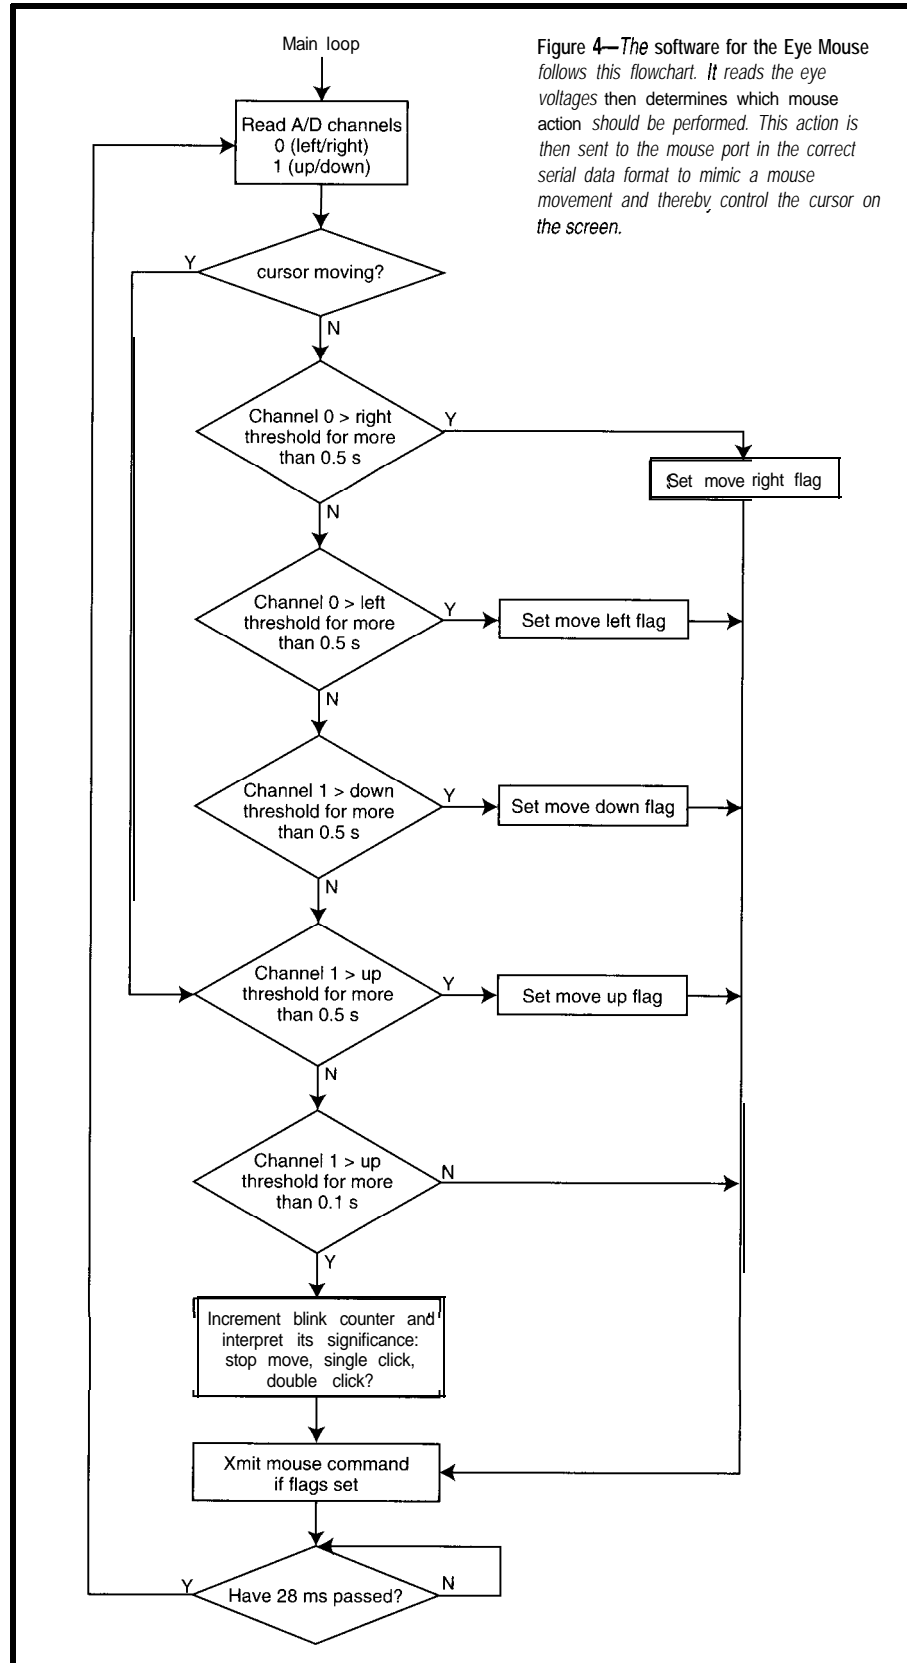 Main loop
Figure 4—The software for the Eye Mouse
follows this flowchart. It reads the eye
voltages then determines which mouse
action should be performed. This action is
then sent to the mouse port in the correct
serial data format to mimic a mouse
movement and thereby control the cursor on
the screen.
Read A/D channels
0 (left/right)
1 (up/down)
Y
cursor moving?
N
Channel 0 > right
threshold for more
than 0.5 s
Y
Set move right flag
N
Channel 0 > left
threshold for more
than 0.5 s
Y
Set move left flag
N
Channel 1 > down
threshold for more
than 0.5 s
Y
Set move down flag
N
Channel 1 > up
threshold for more
than 0.5 s
Y
Set move up flag
N
Channel 1 > up
threshold for more
than 0.1 s
N
Y
Increment blink counter and
interpret its significance:
stop move, single click,
double click?
Xmit mouse command
if flags set
Y
Have 28 ms passed?
N